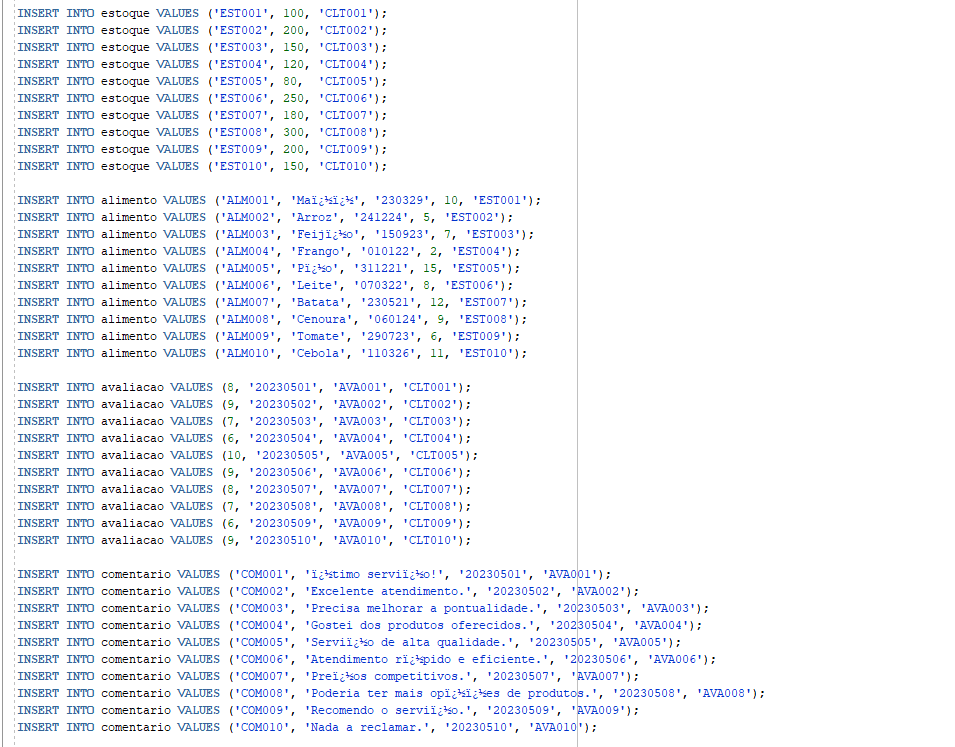 INSERT INTO estoque VALUES ('EST001', 100, 'CLT001');
INSERT INTO estoque VALUES ('EST002', 200, 'CLT002');
INSERT INTO estoque VALUES ('EST003', 150, 'CLT003');
INSERT INTO estoque VALUES ('EST004', 120, 'CLT004');
INSERT INTO estoque VALUES ('EST005', 80,  'CLT005');
INSERT INTO estoque VALUES ('EST006', 250, 'CLT006');
INSERT INTO estoque VALUES ('EST007', 180, 'CLT007');
INSERT INTO estoque VALUES ('EST008', 300, 'CLT008');
INSERT INTO estoque VALUES ('EST009', 200, 'CLT009');
INSERT INTO estoque VALUES ('EST010', 150, 'CLT010');
INSERT INTO alimento VALUES ('ALM001', 'Maï¿½ï¿½', '230329', 10, 'EST001');
INSERT INTO alimento VALUES ('ALM002', 'Arroz', '241224', 5, 'EST002');
INSERT INTO alimento VALUES ('ALM003', 'Feijï¿½o', '150923', 7, 'EST003');
INSERT INTO alimento VALUES ('ALM004', 'Frango', '010122', 2, 'EST004');
INSERT INTO alimento VALUES ('ALM005', 'Pï¿½o', '311221', 15, 'EST005');
INSERT INTO alimento VALUES ('ALM006', 'Leite', '070322', 8, 'EST006');
INSERT INTO alimento VALUES ('ALM007', 'Batata', '230521', 12, 'EST007');
INSERT INTO alimento VALUES ('ALM008', 'Cenoura', '060124', 9, 'EST008');
INSERT INTO alimento VALUES ('ALM009', 'Tomate', '290723', 6, 'EST009');
INSERT INTO alimento VALUES ('ALM010', 'Cebola', '110326', 11, 'EST010');
INSERT INTO avaliacao VALUES (8, '20230501', 'AVA001', 'CLT001');
INSERT INTO avaliacao VALUES (9, '20230502', 'AVA002', 'CLT002');
INSERT INTO avaliacao VALUES (7, '20230503', 'AVA003', 'CLT003');
INSERT INTO avaliacao VALUES (6, '20230504', 'AVA004', 'CLT004');
INSERT INTO avaliacao VALUES (10, '20230505', 'AVA005', 'CLT005');
INSERT INTO avaliacao VALUES (9, '20230506', 'AVA006', 'CLT006');
INSERT INTO avaliacao VALUES (8, '20230507', 'AVA007', 'CLT007');
INSERT INTO avaliacao VALUES (7, '20230508', 'AVA008', 'CLT008');
INSERT INTO avaliacao VALUES (6, '20230509', 'AVA009', 'CLT009');
INSERT INTO avaliacao VALUES (9, '20230510', 'AVA010', 'CLT010');
INSERT INTO comentario VALUES ('COM001', 'ï¿½timo serviï¿½o!', '20230501', 'AVA001');
INSERT INTO comentario VALUES ('COM002', 'Excelente atendimento.', '20230502', 'AVA002');
INSERT INTO comentario VALUES ('COM003', 'Precisa melhorar a pontualidade.', '20230503', 'AVA003');
INSERT INTO comentario VALUES ('COM004', 'Gostei dos produtos oferecidos.', '20230504', 'AVA004');
INSERT INTO comentario VALUES ('COM005', 'Serviï¿½o de alta qualidade.', '20230505', 'AVA005');
INSERT INTO comentario VALUES ('COM006', 'Atendimento rï¿½pido e eficiente.', '20230506', 'AVA006');
INSERT INTO comentario VALUES ('COM007', 'Preï¿½os competitivos.', '20230507', 'AVA007');
INSERT INTO comentario VALUES ('COM008', 'Poderia ter mais opï¿½ï¿½es de produtos.', '20230508', 'AVA008');
INSERT INTO comentario VALUES ('COM009', 'Recomendo o serviï¿½o.', '20230509', 'AVA009');
INSERT INTO comentario VALUES ('COM010', 'Nada a reclamar.', '20230510', 'AVA010');